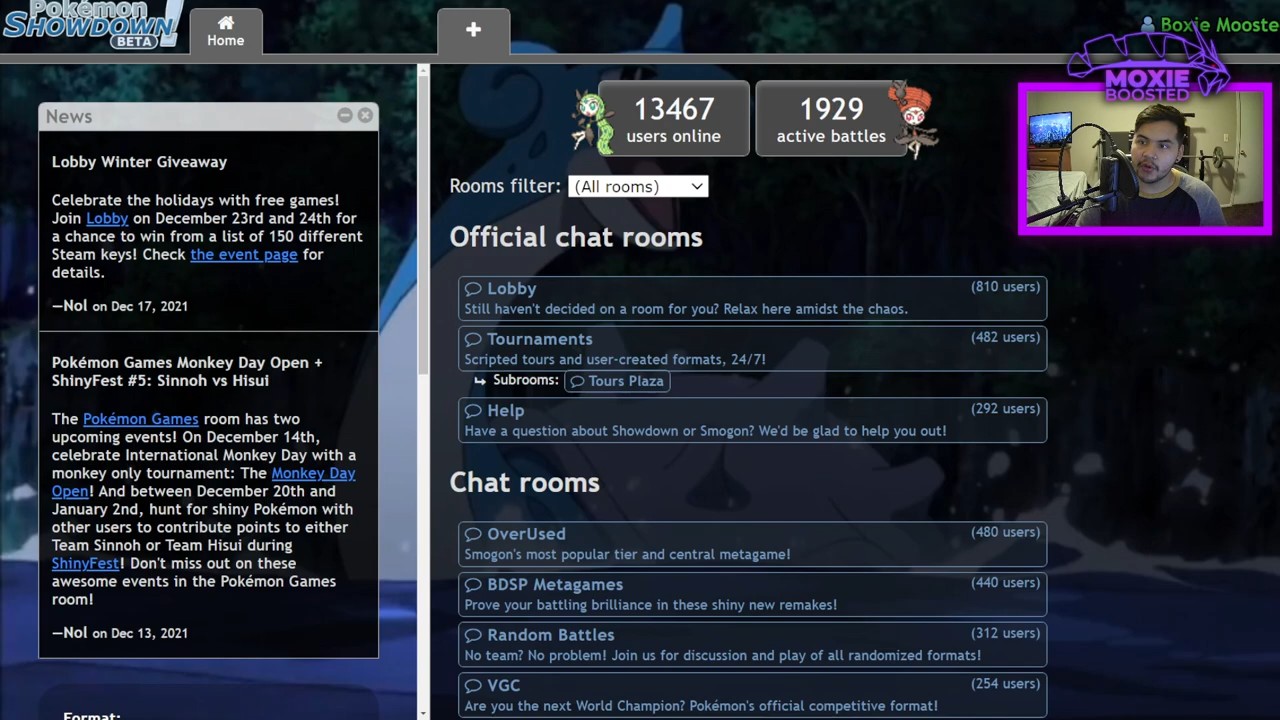 Pokémon
SHOWDOWN!
BETA
Home
+
Boxie Mooste
MOXIE
BOOSTED
News
Lobby Winter Giveaway
Celebrate the holidays with free games!
Join Lobby on December 23rd and 24th for
a chance to win from a list of 150 different
Steam keys! Check the event page for
details.
—Nol on Dec 17, 2021
Pokémon Games Monkey Day Open +
ShinyFest #5: Sinnoh vs Hisui
The Pokémon Games room has two
upcoming events! On December 14th,
celebrate International Monkey Day with a
monkey only tournament: The Monkey Day
Open! And between December 20th and
January 2nd, hunt for shiny Pokémon with
other users to contribute points to either
Team Sinnoh or Team Hisui during
ShinyFest! Don't miss out on these
awesome events in the Pokémon Games
room!
—Nol on Dec 13, 2021
Format:
13467
users online
1929
active battles
Rooms filter: (All rooms)
Official chat rooms
Lobby (810 users)
Still haven't decided on a room for you? Relax here amidst the chaos.
Tournaments (482 users)
Scripted tours and user-created formats, 24/7!
Subrooms: Tours Plaza
Help (292 users)
Have a question about Showdown or Smogon? We'd be glad to help you out!
Chat rooms
OverUsed (480 users)
Smogon's most popular tier and central metagame!
BDSP Metagames (440 users)
Prove your battling brilliance in these shiny new remakes!
Random Battles (312 users)
No team? No problem! Join us for discussion and play of all randomized formats!
VGC (254 users)
Are you the next World Champion? Pokémon's official competitive format!